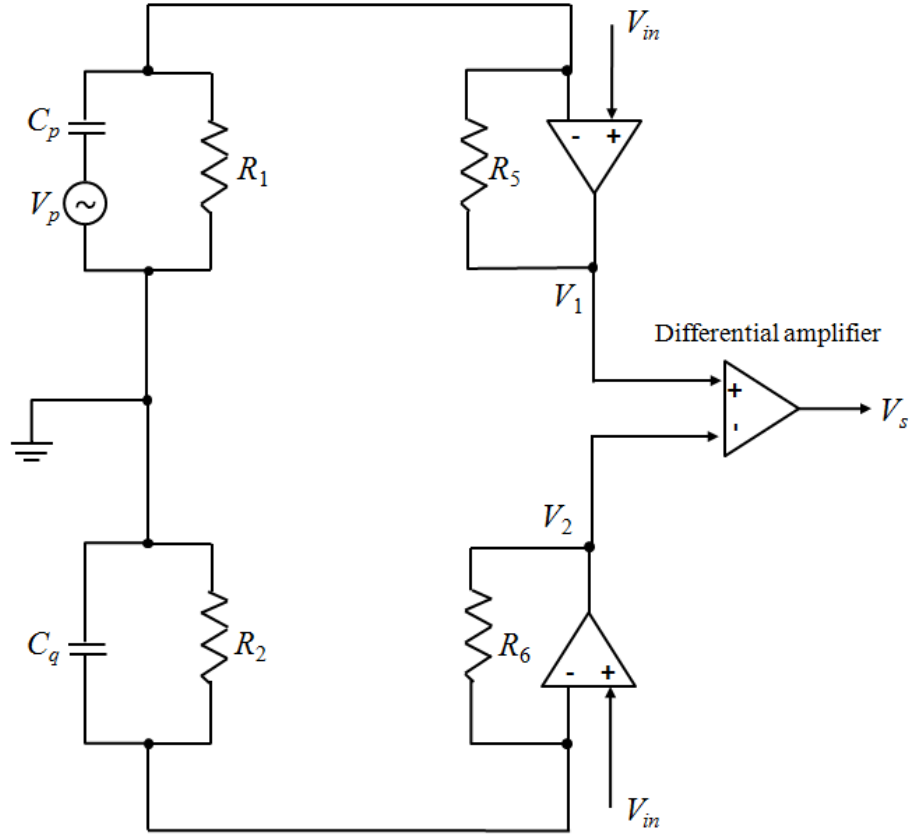 V_in
C_p
R_1
R_5
- +
V_p
~
V_1
Differential amplifier
+
-
V_s
V_2
C_q
R_2
R_6
- +
V_in